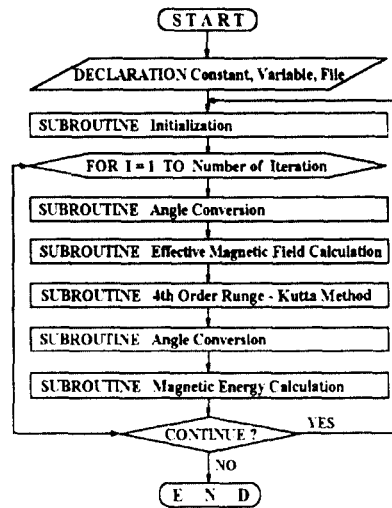 START
DECLARATION Constant, Variable, File
SUBROUTINE Initialization
FOR I = 1 TO Number of Iteration
SUBROUTINE Angle Conversion
SUBROUTINE Effective Magnetic Field Calculation
SUBROUTINE 4th Order Runge - Kutta Method
SUBROUTINE Angle Conversion
SUBROUTINE Magnetic Energy Calculation
CONTINUE ?
YES
NO
END